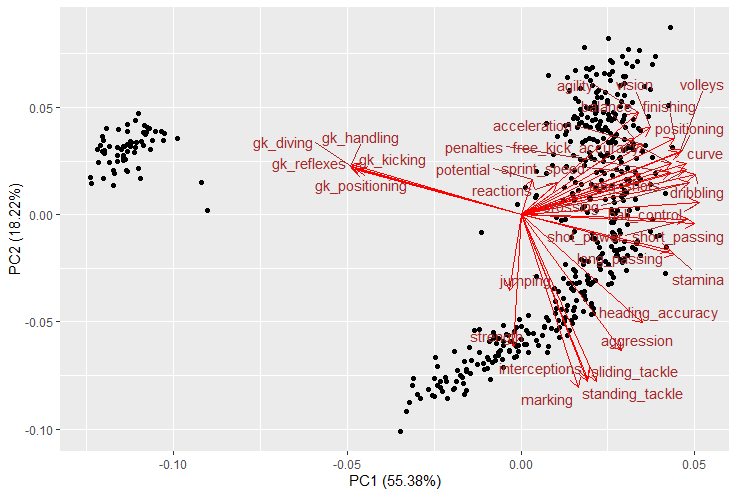 agility
vision
volleys
0.05
balance
finishing
acceleration
positioning
gk_diving
gk_handling
penalties
free_kick_accuracy
curve
gk_reflexes
gk_kicking
potential
sprint_speed
gk_positioning
reactions
dribbling
crossing
0.00
ball_control
shot_power
short_passing
long_passing
jumping
stamina
heading_accuracy
-0.05
strength
aggression
interceptions
sliding_tackle
marking
standing_tackle
-0.10
-0.10
-0.05
0.00
0.05
PC1 (55.38%)
PC2 (18.22%)